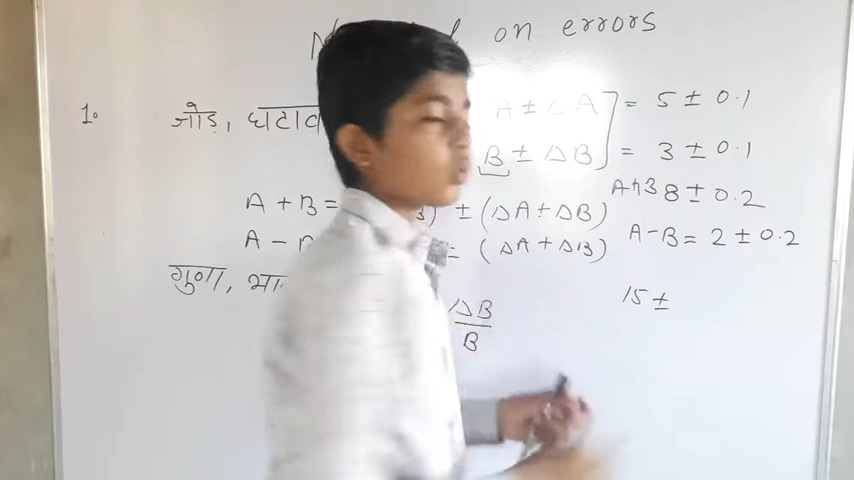 on errors
1. जोड़, घटाव A ± ΔA = 5 ± 0.1
B ± ΔB = 3 ± 0.1
A + B = ) ± (ΔA ± ΔB) A+B 8 ± 0.2
A - = (ΔA + ΔB) A-B = 2 ± 0.2
गुणा, 15 ±
ΔB
B